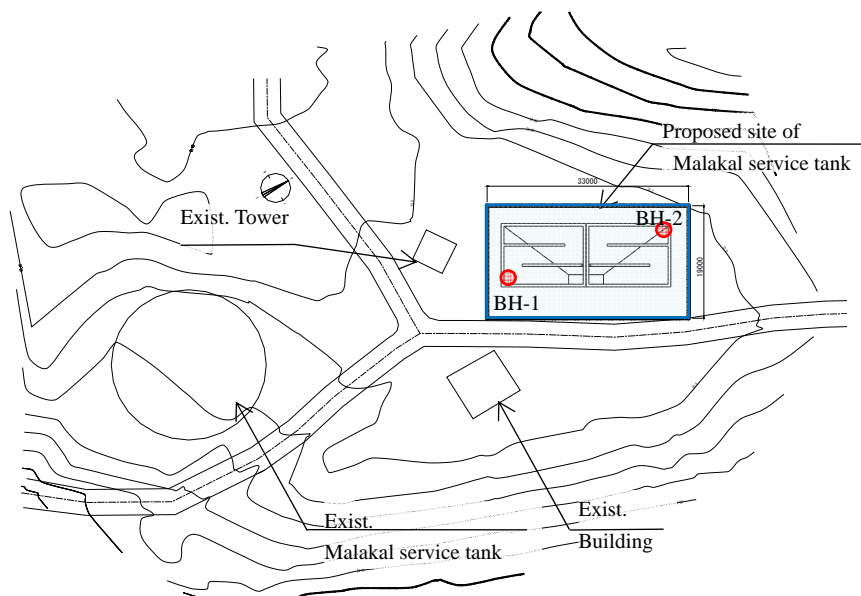 Proposed site of
Malakal service tank
33000
BH-2
Exist. Tower
19000
BH-1
Exist.
Malakal service tank
Exist.
Building